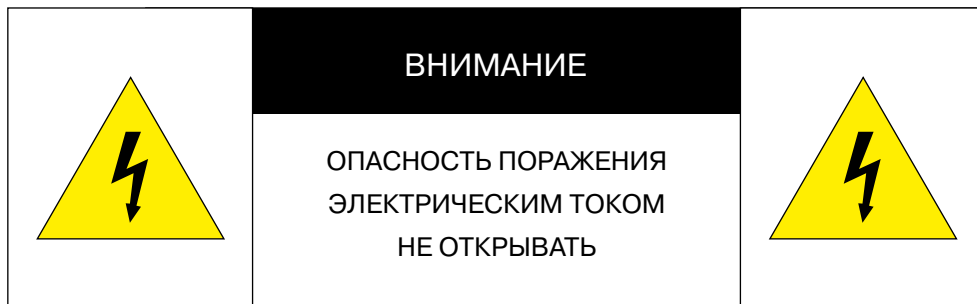 ВНИМАНИЕ
ОПАСНОСТЬ ПОРАЖЕНИЯ
ЭЛЕКТРИЧЕСКИМ ТОКОМ
НЕ ОТКРЫВАТЬ